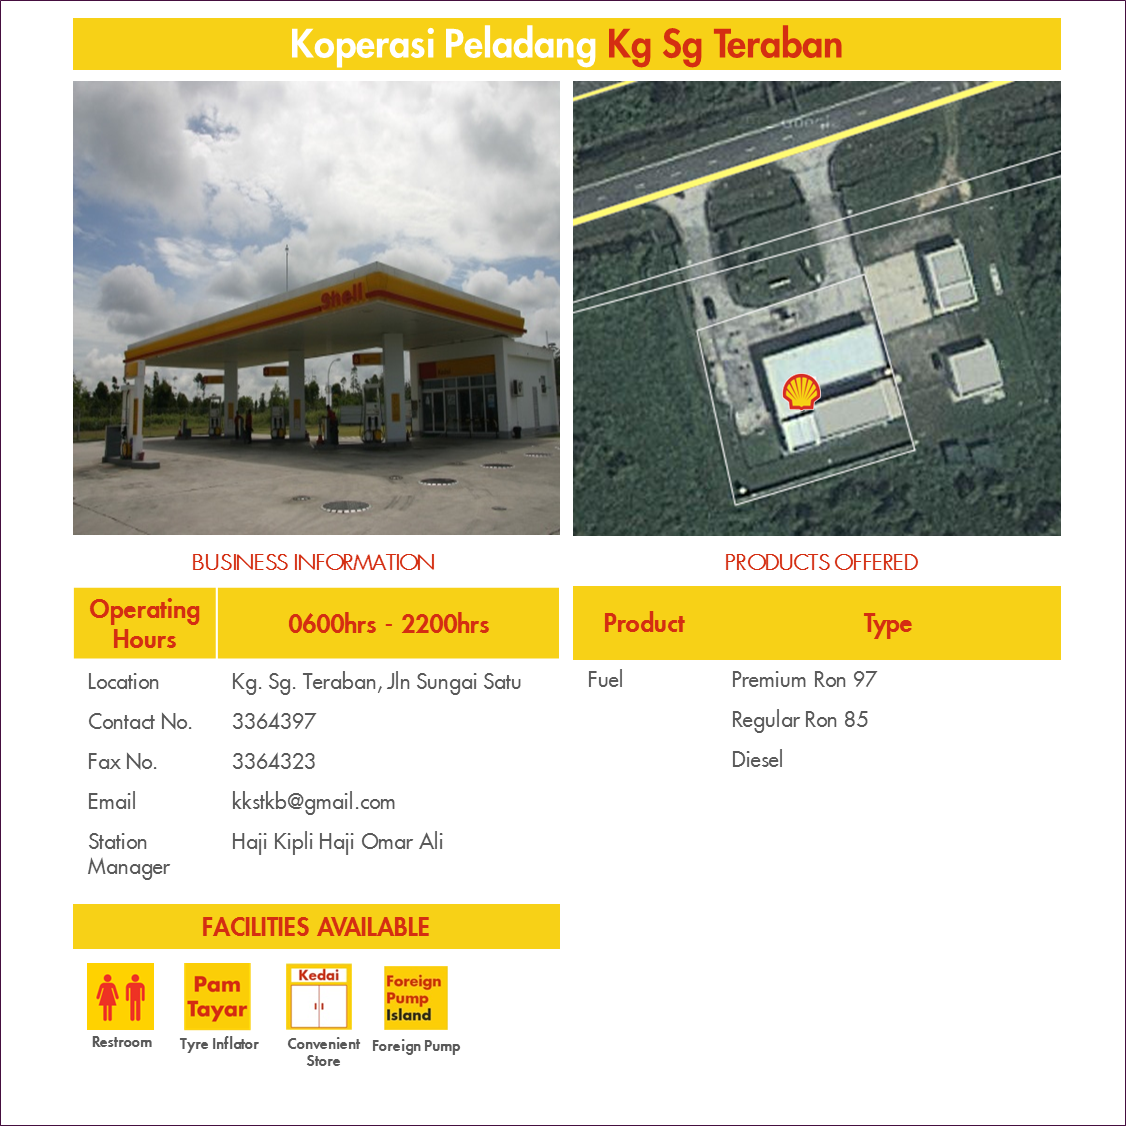 Koperasi Peladang Kg Sg Teraban
Shell
BUSINESS INFORMATION
Operating
Hours
0600hrs - 2200hrs
Location
Kg. Sg. Teraban, Jln Sungai Satu
Contact No.
3364397
Fax No.
3364323
Email
kkstkb@gmail.com
Station
Manager
Haji Kipli Haji Omar Ali
PRODUCTS OFFERED
Product
Type
Fuel
Premium Ron 97
Regular Ron 85
Diesel
FACILITIES AVAILABLE
Restroom
Pam
Tayar
Tyre Inflator
Kedai
Convenient
Store
Foreign
Pump
Island
Foreign Pump